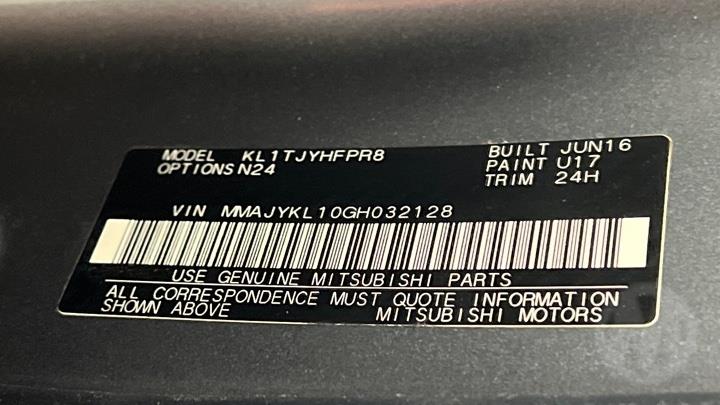 MODEL KL1TJYHFPR8 BUILT JUN16
OPTIONS N24 PAINT U17
TRIM 24H
VIN MMAJYKL10GH032128
USE GENUINE MITSUBISHI PARTS
ALL CORRESPONDENCE MUST QUOTE INFORMATION
SHOWN ABOVE MITSUBISHI MOTORS